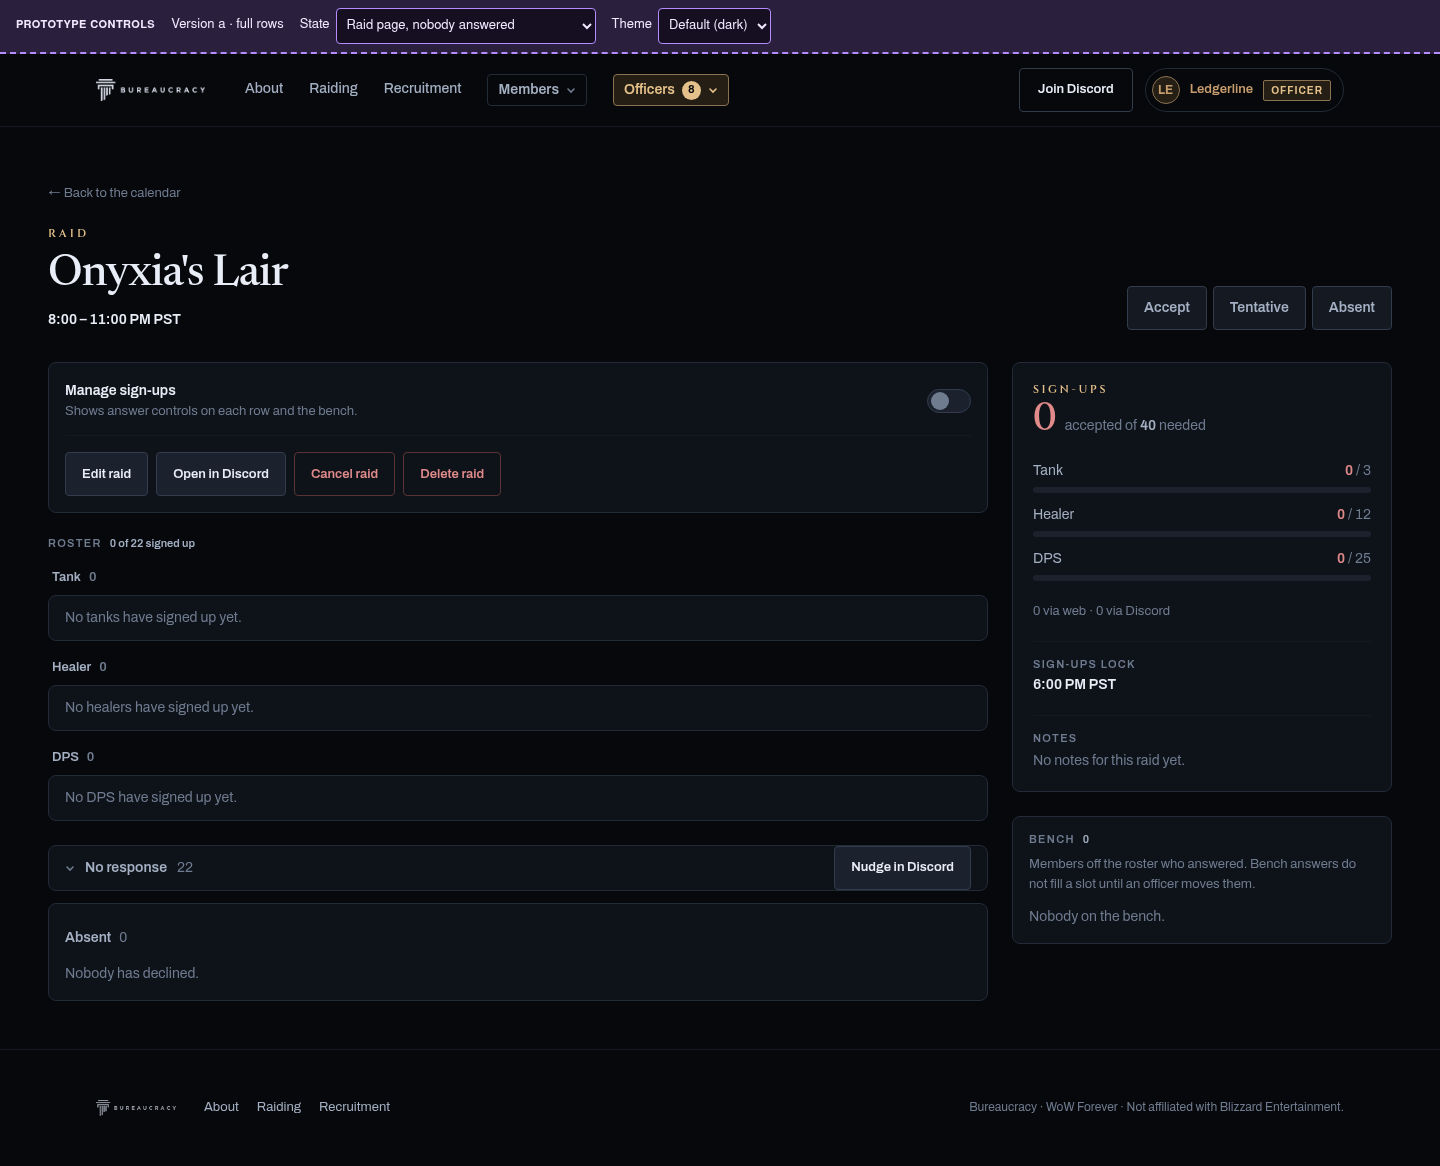 PROTOTYPE CONTROLS Version a · full rows State Raid page, nobody answered Theme Default (dark)
BUREAUCRACY About Raiding Recruitment Members Officers 8 Join Discord LE Ledgerline OFFICER
← Back to the calendar
RAID
Onyxia's Lair
8:00 – 11:00 PM PST
Accept Tentative Absent
Manage sign-ups
Shows answer controls on each row and the bench.
Edit raid Open in Discord Cancel raid Delete raid
ROSTER 0 of 22 signed up
Tank 0
No tanks have signed up yet.
Healer 0
No healers have signed up yet.
DPS 0
No DPS have signed up yet.
No response 22 Nudge in Discord
Absent 0
Nobody has declined.
SIGN-UPS
0 accepted of 40 needed
Tank 0 / 3
Healer 0 / 12
DPS 0 / 25
0 via web · 0 via Discord
SIGN-UPS LOCK
6:00 PM PST
NOTES
No notes for this raid yet.
BENCH 0
Members off the roster who answered. Bench answers do
not fill a slot until an officer moves them.
Nobody on the bench.
BUREAUCRACY About Raiding Recruitment Bureaucracy · WoW Forever · Not affiliated with Blizzard Entertainment.